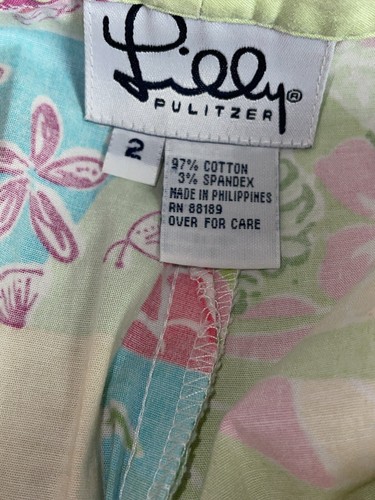 Lilly®
PULITZER
2
97% COTTON
3% SPANDEX
MADE IN PHILIPPINES
RN 88189
OVER FOR CARE